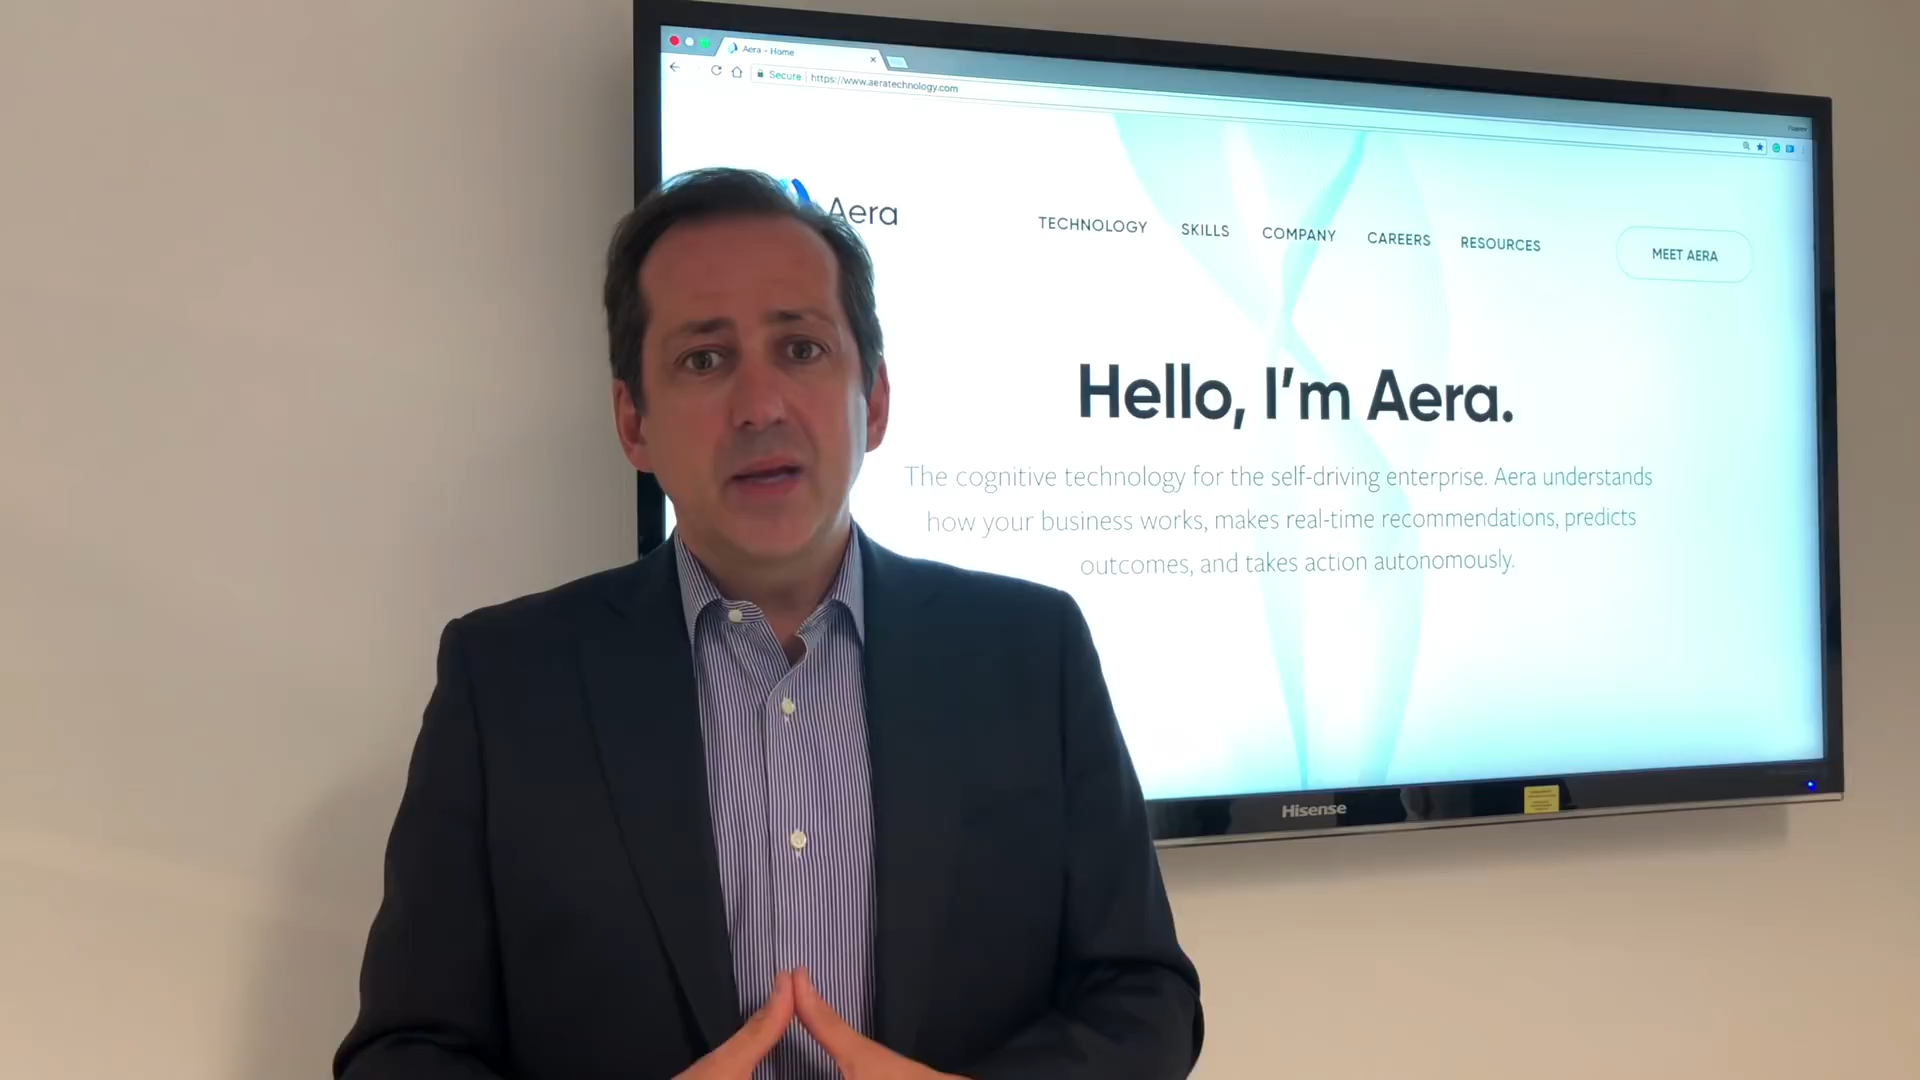 Aera - Home
Secure | https://www.aeratechnology.com
Aera
TECHNOLOGY SKILLS COMPANY CAREERS RESOURCES MEET AERA
Hello, I'm Aera.
The cognitive technology for the self-driving enterprise. Aera understands
how your business works, makes real-time recommendations, predicts
outcomes, and takes action autonomously.
Hisense